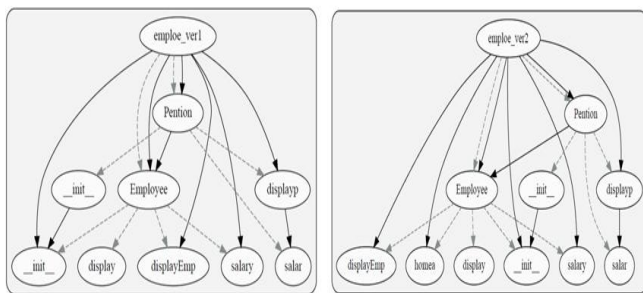 emploe_ver1
Pention
__init__
Employee
displayp
__init__
display
displayEmp
salary
salar
emploe_ver2
Pention
Employee
__init__
displayp
displayEmp
homea
display
__init__
salary
salar